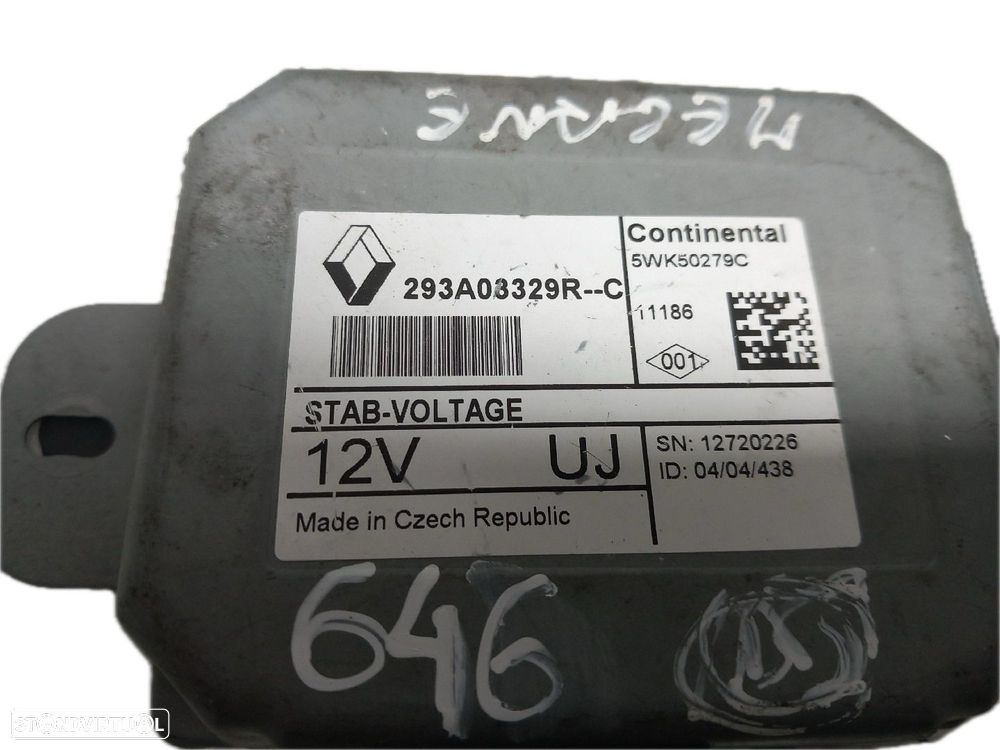 MEGANE
293A08329R--C
Continental
5WK50279C
11186
001
STAB-VOLTAGE
12V
UJ
SN: 12720226
ID: 04/04/438
Made in Czech Republic
646
STANDVIRTUAL